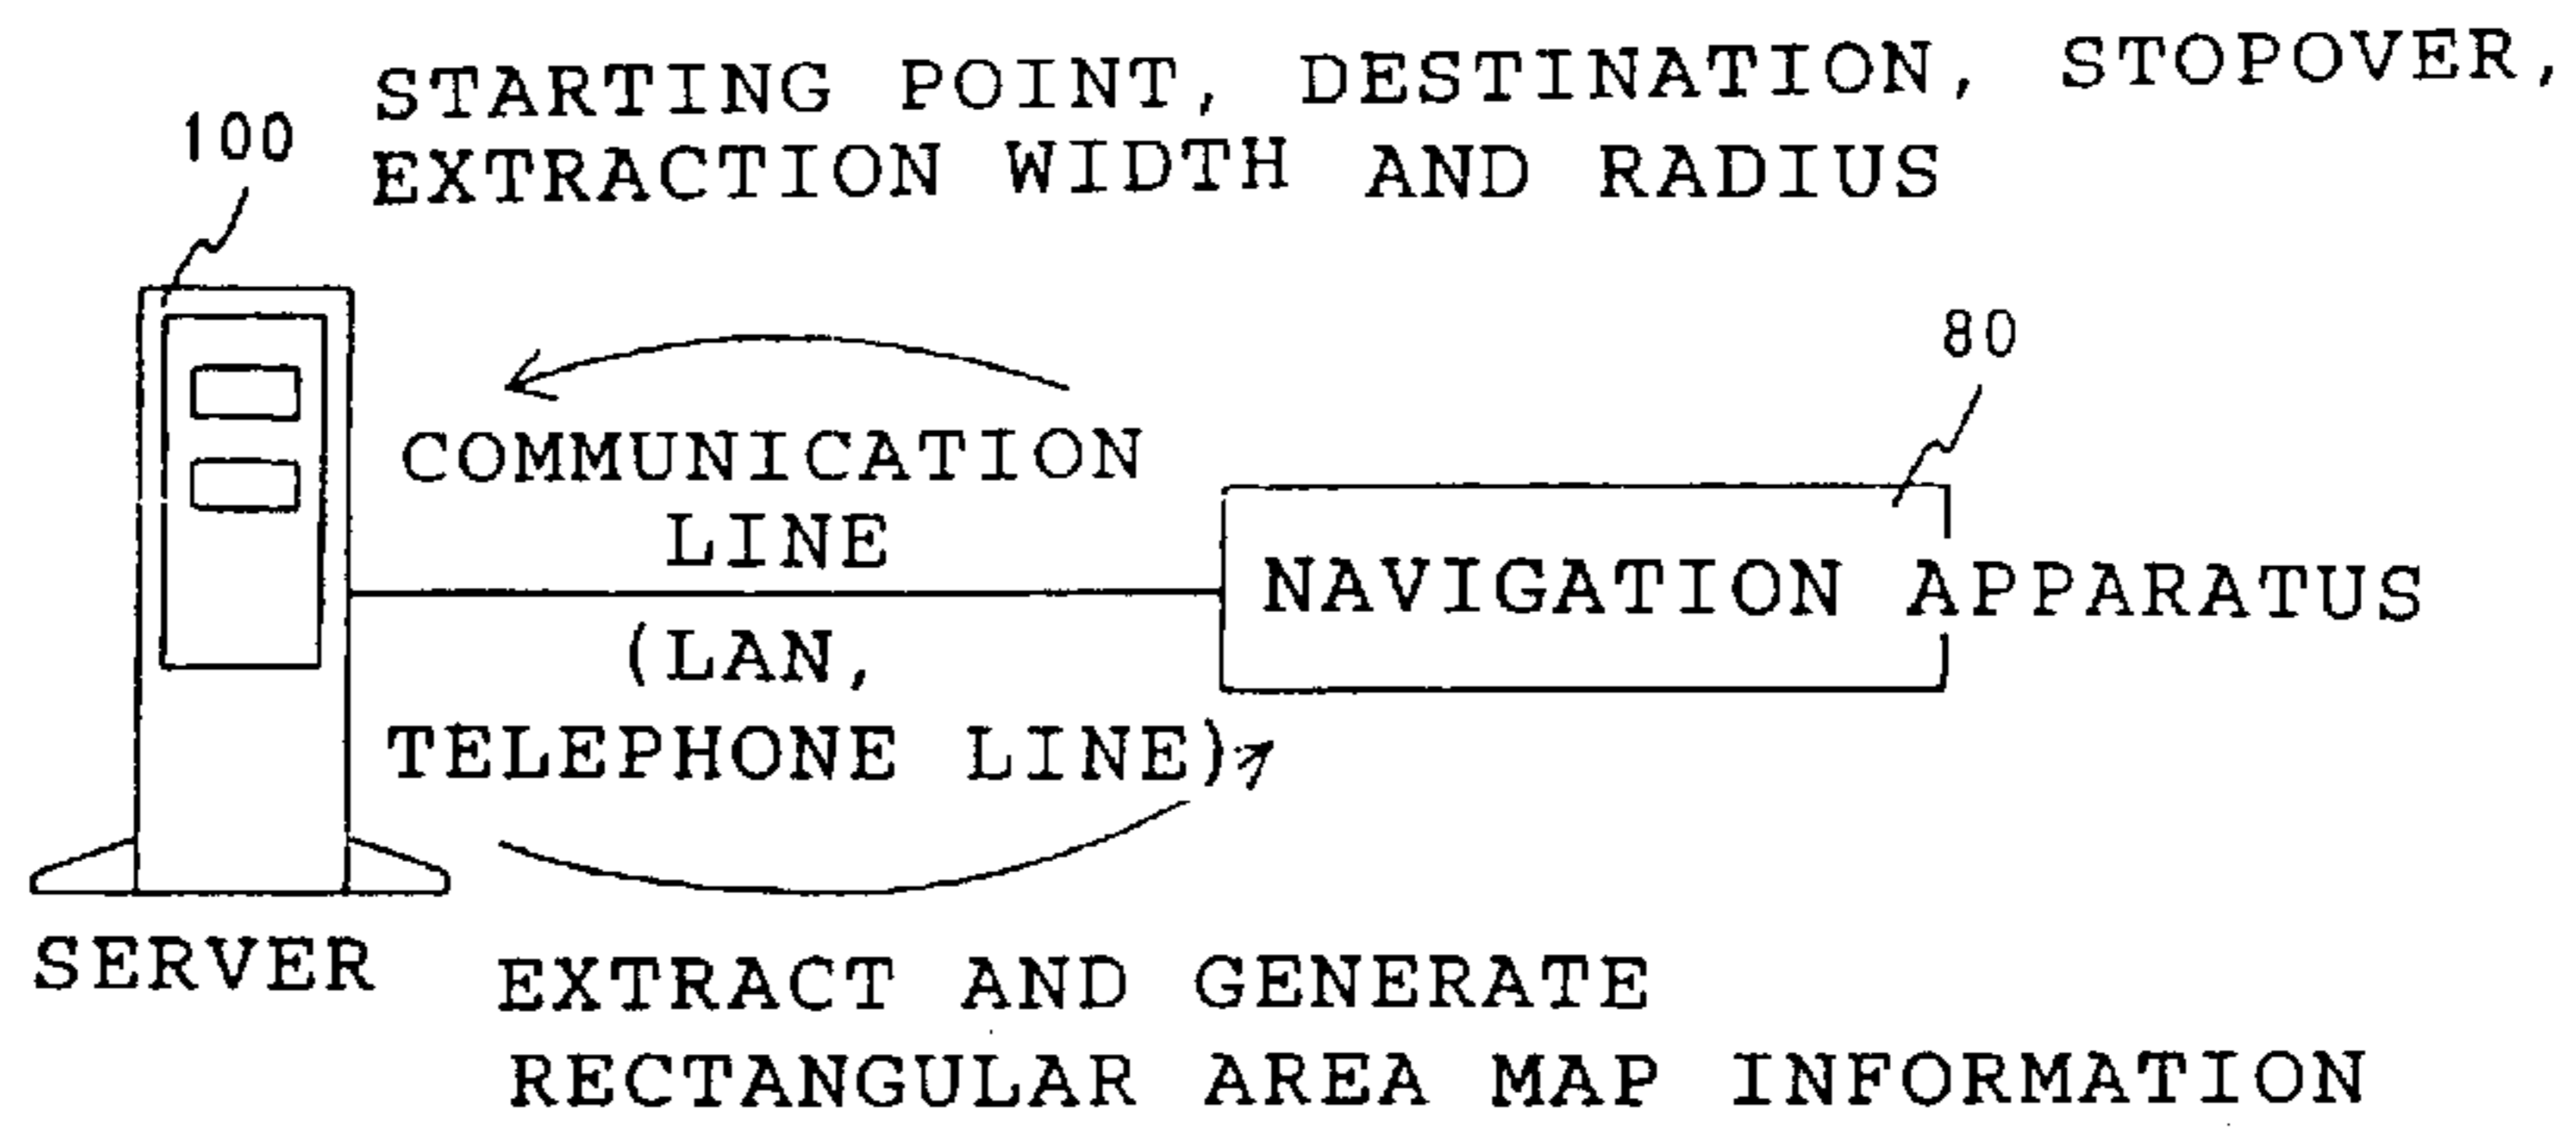 STARTING POINT, DESTINATION, STOPOVER,
EXTRACTION WIDTH AND RADIUS
100
80
COMMUNICATION
LINE
NAVIGATION APPARATUS
(LAN,
TELEPHONE LINE)
SERVER
EXTRACT AND GENERATE
RECTANGULAR AREA MAP INFORMATION